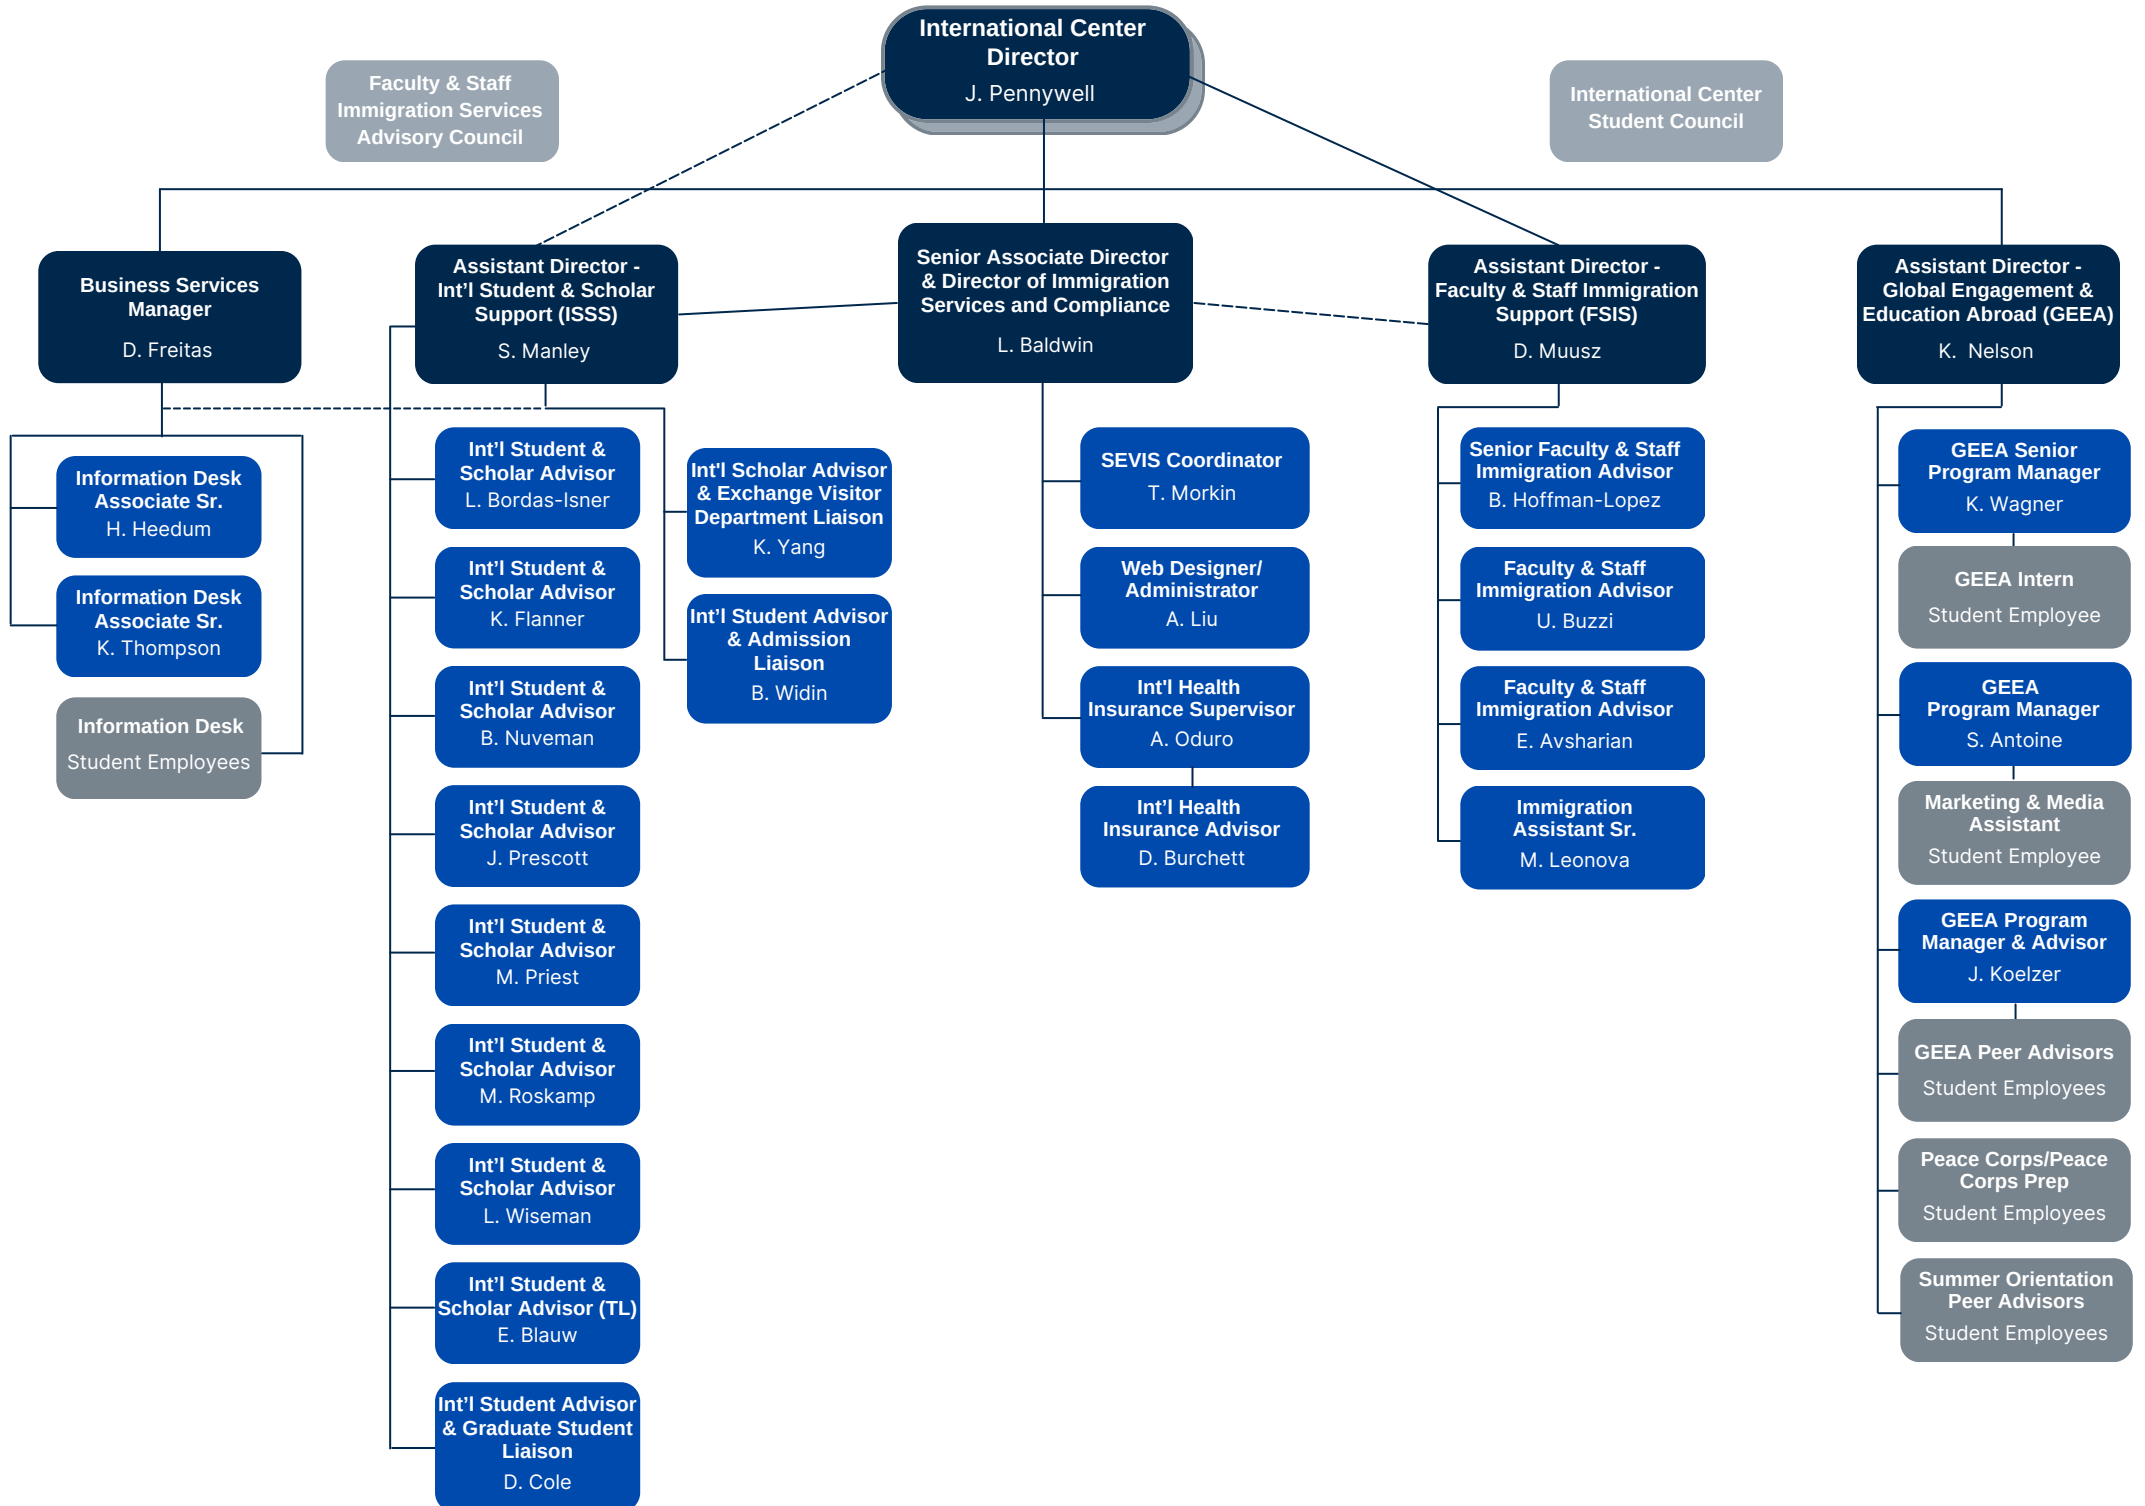 International Center
Director
J. Pennywell
Faculty & Staff
Immigration Services
Advisory Council
International Center
Student Council
Business Services
Manager
D. Freitas
Assistant Director -
Int’l Student & Scholar
Support (ISSS)
S. Manley
Senior Associate Director
& Director of Immigration
Services and Compliance
L. Baldwin
Assistant Director -
Faculty & Staff Immigration
Support (FSIS)
D. Muusz
Assistant Director -
Global Engagement &
Education Abroad (GEEA)
K. Nelson
Information Desk
Associate Sr.
H. Heedum
Information Desk
Associate Sr.
K. Thompson
Information Desk
Student Employees
Int’l Student &
Scholar Advisor
L. Bordas-Isner
Int’l Student &
Scholar Advisor
K. Flanner
Int’l Student &
Scholar Advisor
B. Nuveman
Int’l Student &
Scholar Advisor
J. Prescott
Int’l Student &
Scholar Advisor
M. Priest
Int’l Student &
Scholar Advisor
M. Roskamp
Int’l Student &
Scholar Advisor
L. Wiseman
Int’l Student &
Scholar Advisor (TL)
E. Blauw
Int’l Student Advisor
& Graduate Student
Liaison
D. Cole
Int'l Scholar Advisor
& Exchange Visitor
Department Liaison
K. Yang
Int’l Student Advisor
& Admission
Liaison
B. Widin
SEVIS Coordinator
T. Morkin
Web Designer/
Administrator
A. Liu
Int'l Health
Insurance Supervisor
A. Oduro
Int’l Health
Insurance Advisor
D. Burchett
Senior Faculty & Staff
Immigration Advisor
B. Hoffman-Lopez
Faculty & Staff
Immigration Advisor
U. Buzzi
Faculty & Staff
Immigration Advisor
E. Avsharian
Immigration
Assistant Sr.
M. Leonova
GEEA Senior
Program Manager
K. Wagner
GEEA Intern
Student Employee
GEEA
Program Manager
S. Antoine
Marketing & Media
Assistant
Student Employee
GEEA Program
Manager & Advisor
J. Koelzer
GEEA Peer Advisors
Student Employees
Peace Corps/Peace
Corps Prep
Student Employees
Summer Orientation
Peer Advisors
Student Employees